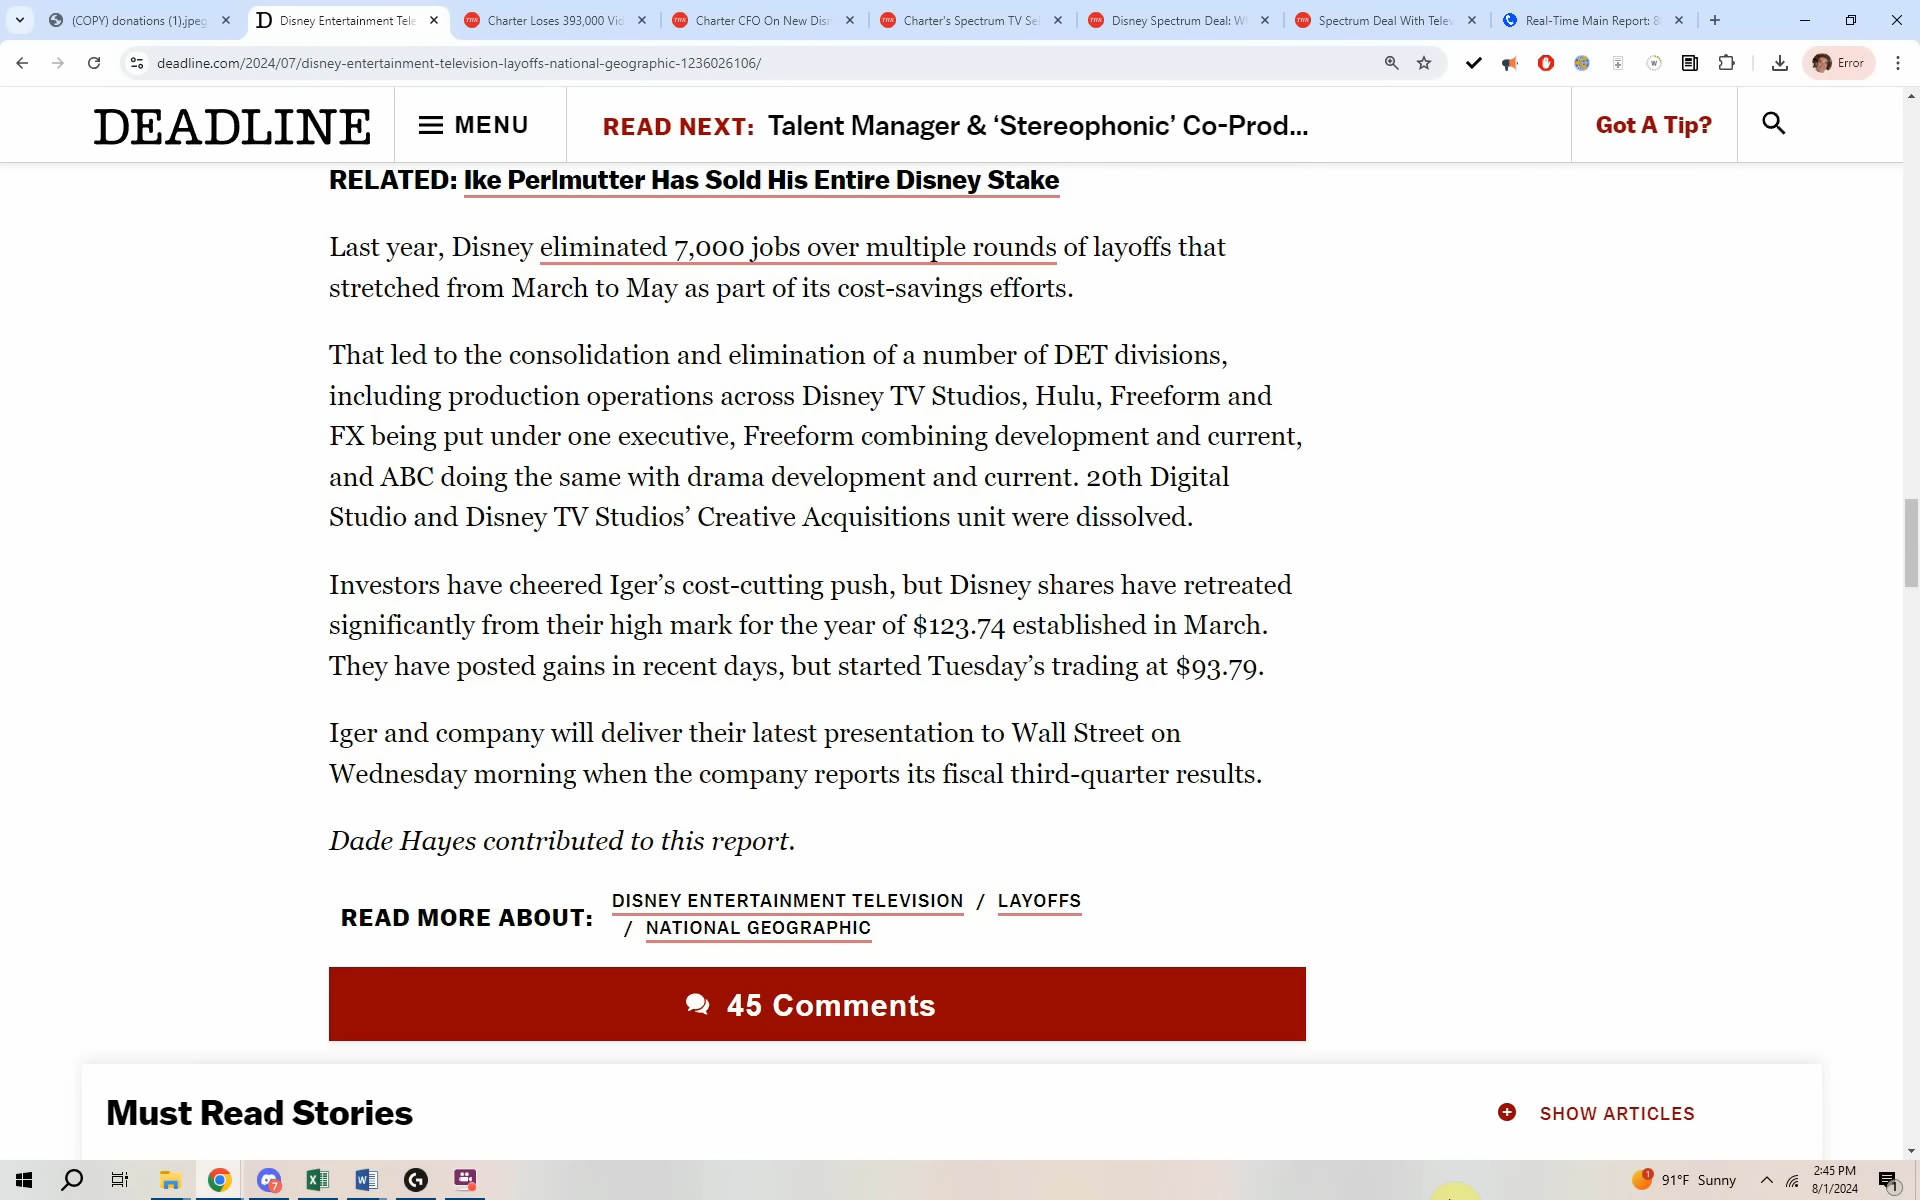 (COPY) donations (1).jpeg
Disney Entertainment Tele
Charter Loses 393,000 Vid
Charter CFO On New Disn
Charter's Spectrum TV Sel
Disney Spectrum Deal: W
Spectrum Deal With Telev
Real-Time Main Report: 8
deadline.com/2024/07/disney-entertainment-television-layoffs-national-geographic-1236026106/
Error
DEADLINE
MENU
READ NEXT: Talent Manager & ‘Stereophonic’ Co-Prod...
Got A Tip?
RELATED: Ike Perlmutter Has Sold His Entire Disney Stake
Last year, Disney eliminated 7,000 jobs over multiple rounds of layoffs that
stretched from March to May as part of its cost-savings efforts.
That led to the consolidation and elimination of a number of DET divisions,
including production operations across Disney TV Studios, Hulu, Freeform and
FX being put under one executive, Freeform combining development and current,
and ABC doing the same with drama development and current. 20th Digital
Studio and Disney TV Studios’ Creative Acquisitions unit were dissolved.
Investors have cheered Iger’s cost-cutting push, but Disney shares have retreated
significantly from their high mark for the year of $123.74 established in March.
They have posted gains in recent days, but started Tuesday’s trading at $93.79.
Iger and company will deliver their latest presentation to Wall Street on
Wednesday morning when the company reports its fiscal third-quarter results.
Dade Hayes contributed to this report.
READ MORE ABOUT:
DISNEY ENTERTAINMENT TELEVISION / LAYOFFS
/ NATIONAL GEOGRAPHIC
45 Comments
Must Read Stories
SHOW ARTICLES
91°F Sunny
2:45 PM
8/1/2024